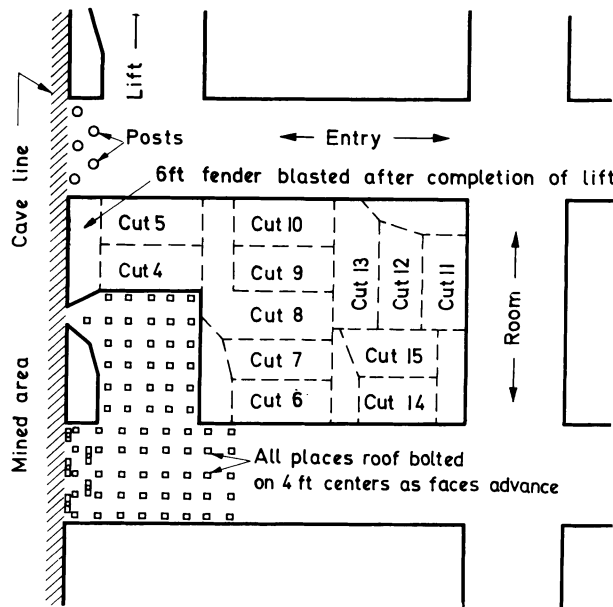 Lift
Cave line
Posts
Entry
6ft fender blasted after completion of lift
Cut 5
Cut 10
Cut 4
Cut 9
Cut 13
Cut 12
Cut 11
Room
Cut 8
Cut 7
Cut 15
Cut 6
Cut 14
Mined area
All places roof bolted
on 4 ft centers as faces advance